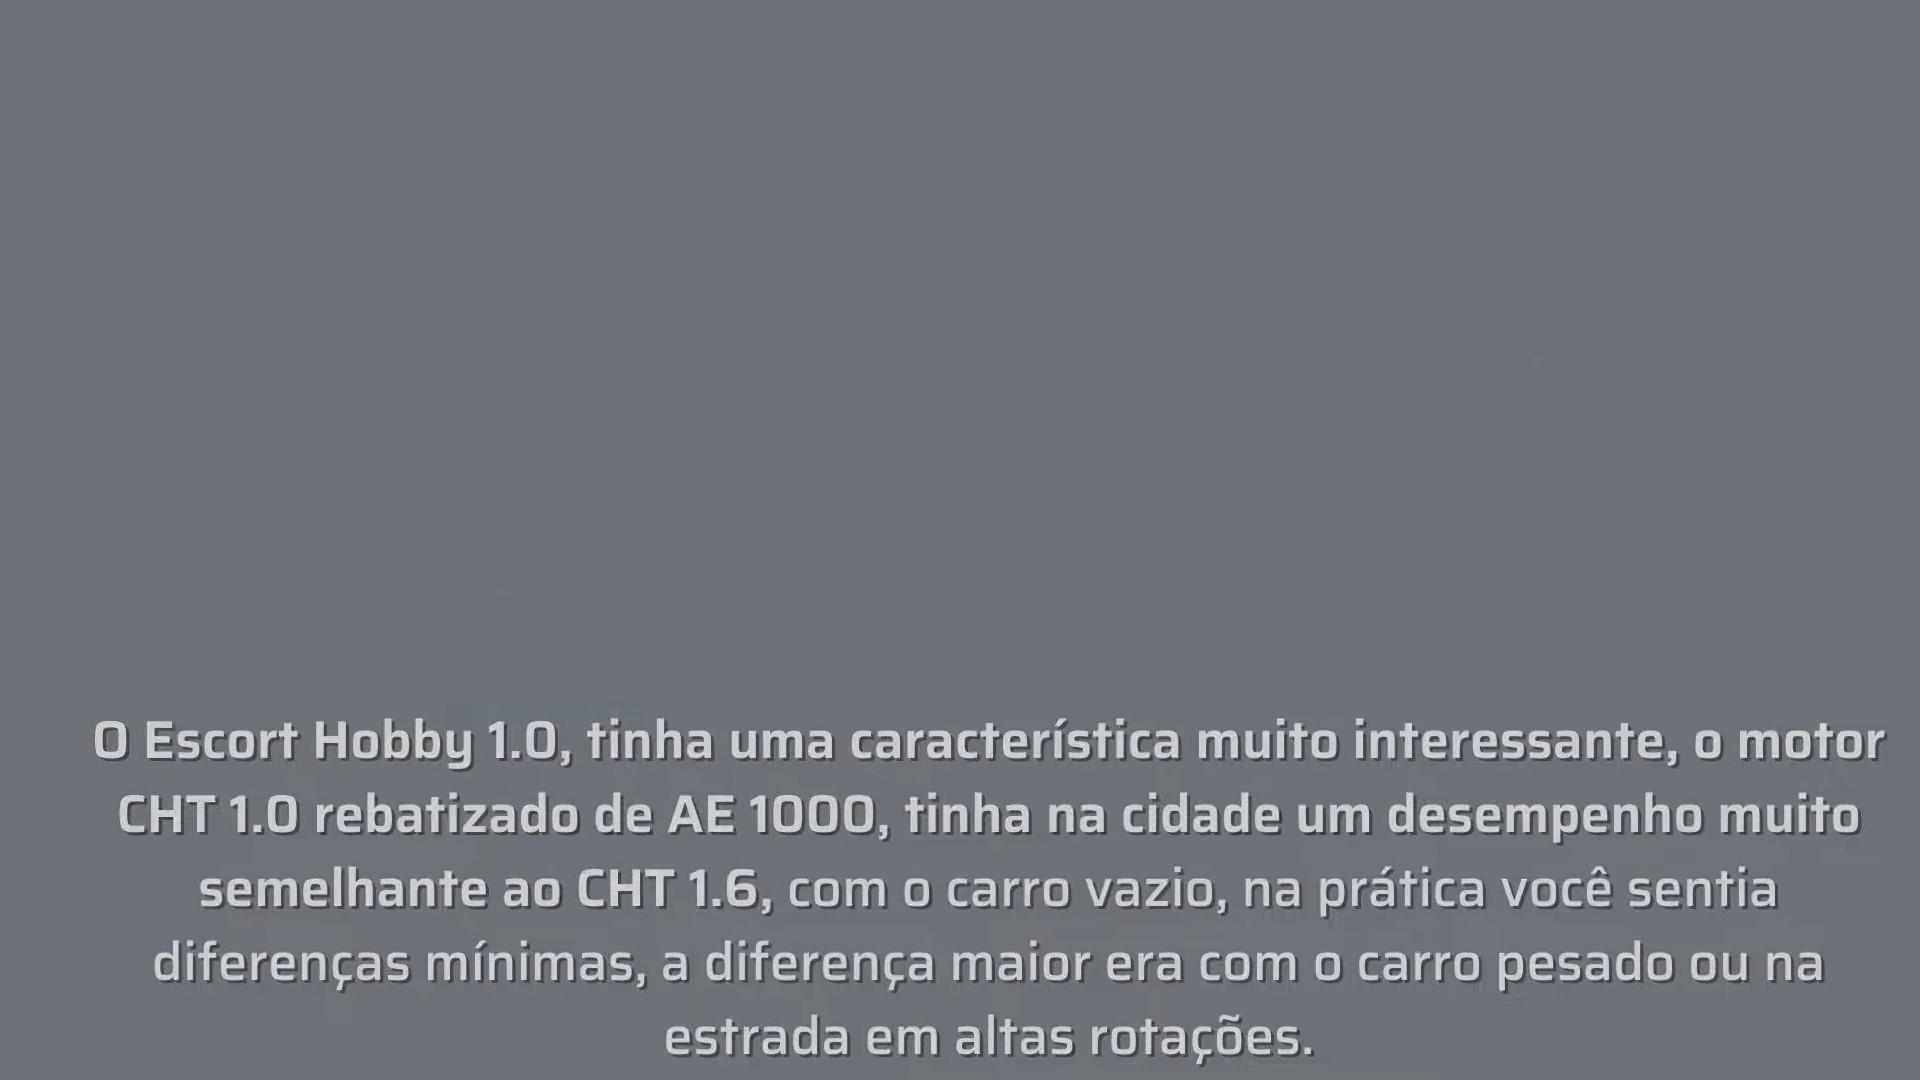 O Escort Hobby 1.0, tinha uma característica muito interessante, o motor
CHT 1.0 rebatizado de AE 1000, tinha na cidade um desempenho muito
semelhante ao CHT 1.6, com o carro vazio, na prática você sentia
diferenças mínimas, a diferença maior era com o carro pesado ou na
estrada em altas rotações.